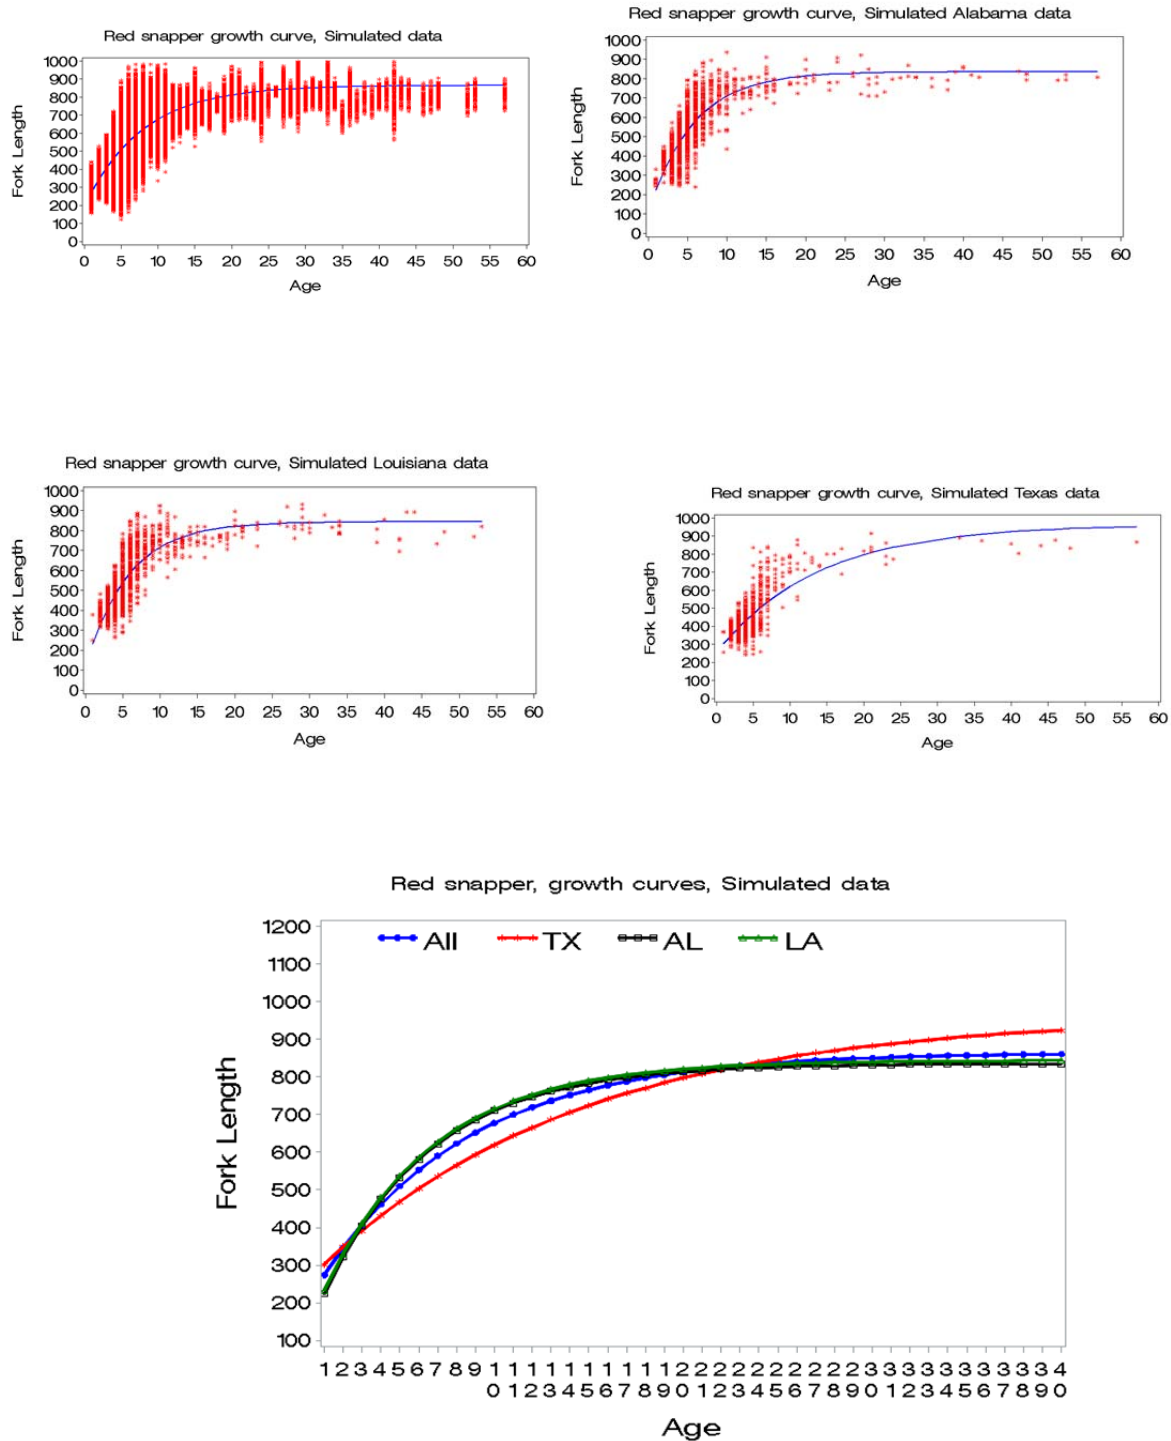 Red snapper growth curve, Simulated data
1000
900
800
700
600
500
400
300
200
100
0
Fork Length
0 5 10 15 20 25 30 35 40 45 50 55 60
Age
Red snapper growth curve, Simulated Alabama data
1000
900
800
700
600
500
400
300
200
100
0
Fork Length
0 5 10 15 20 25 30 35 40 45 50 55 60
Age
Red snapper growth curve, Simulated Louisiana data
1000
900
800
700
600
500
400
300
200
100
0
Fork Length
0 5 10 15 20 25 30 35 40 45 50 55 60
Age
Red snapper growth curve, Simulated Texas data
1000
900
800
700
600
500
400
300
200
100
0
Fork Length
0 5 10 15 20 25 30 35 40 45 50 55 60
Age
Red snapper, growth curves, Simulated data
All TX AL LA
1200
1100
1000
900
800
700
600
500
400
300
200
100
Fork Length
1 2 3 4 5 6 7 8 9 1 1 1 1 1 1 1 1 1 1 2 2 2 2 2 2 2 2 2 2 3 3 3 3 3 3 3 3 3 3 4
0 1 2 3 4 5 6 7 8 9 0 1 2 3 4 5 6 7 8 9 0 1 2 3 4 5 6 7 8 9 0
Age